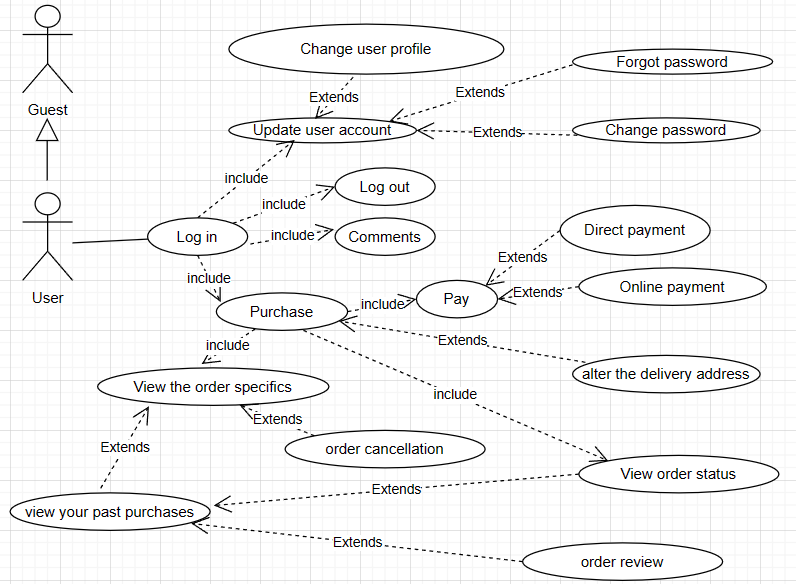 Change user profile
Forgot password
Extends
Extends
Guest
Update user account
Extends
Change password
include
Log out
include
Log in
include
Comments
Direct payment
Extends
include
User
Online payment
Extends
Pay
include
Purchase
Extends
include
alter the delivery address
View the order specifics
include
Extends
Extends
order cancellation
View order status
Extends
view your past purchases
Extends
order review